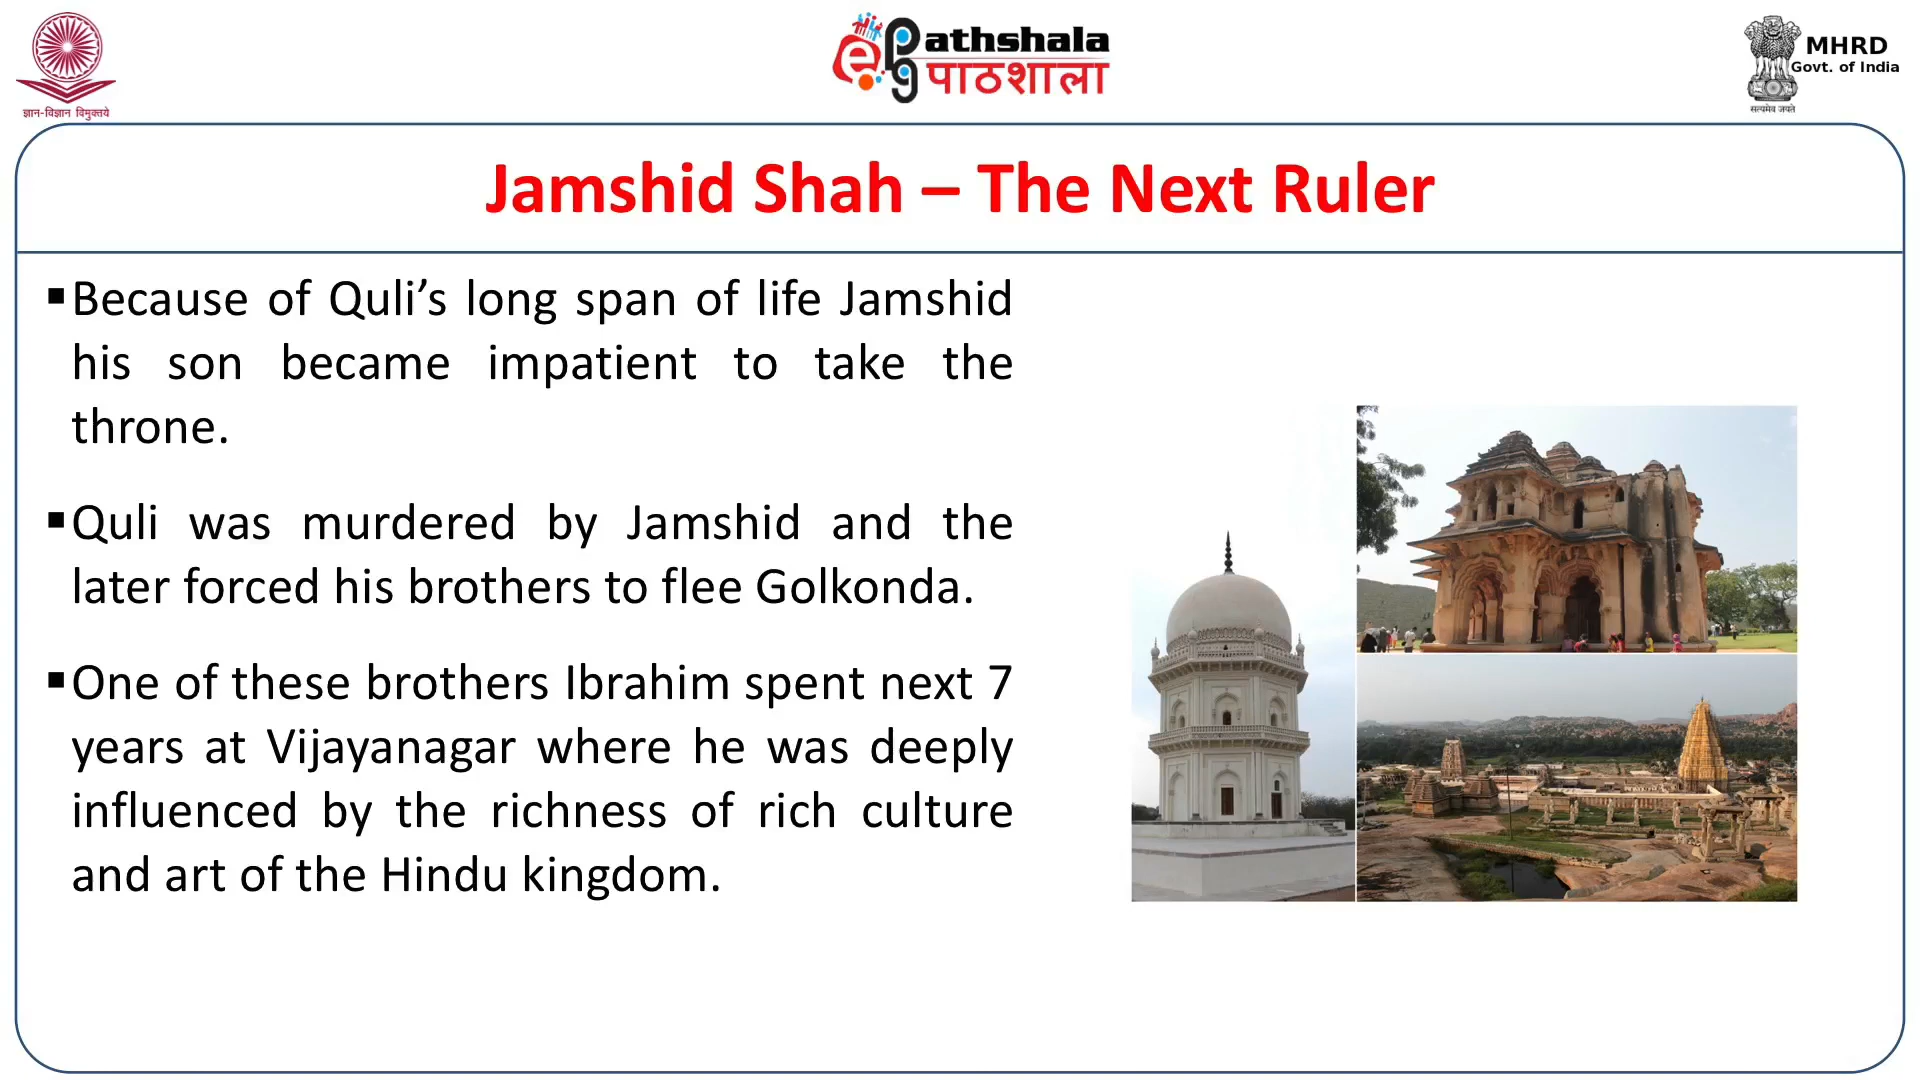 ज्ञान-विज्ञान विमुक्तये
ePG Pathshala
पाठशाला
MHRD
Govt. of India
सत्यमेव जयते
Jamshid Shah – The Next Ruler
▪Because of Quli’s long span of life Jamshid
his son became impatient to take the
throne.
▪Quli was murdered by Jamshid and the
later forced his brothers to flee Golkonda.
▪One of these brothers Ibrahim spent next 7
years at Vijayanagar where he was deeply
influenced by the richness of rich culture
and art of the Hindu kingdom.